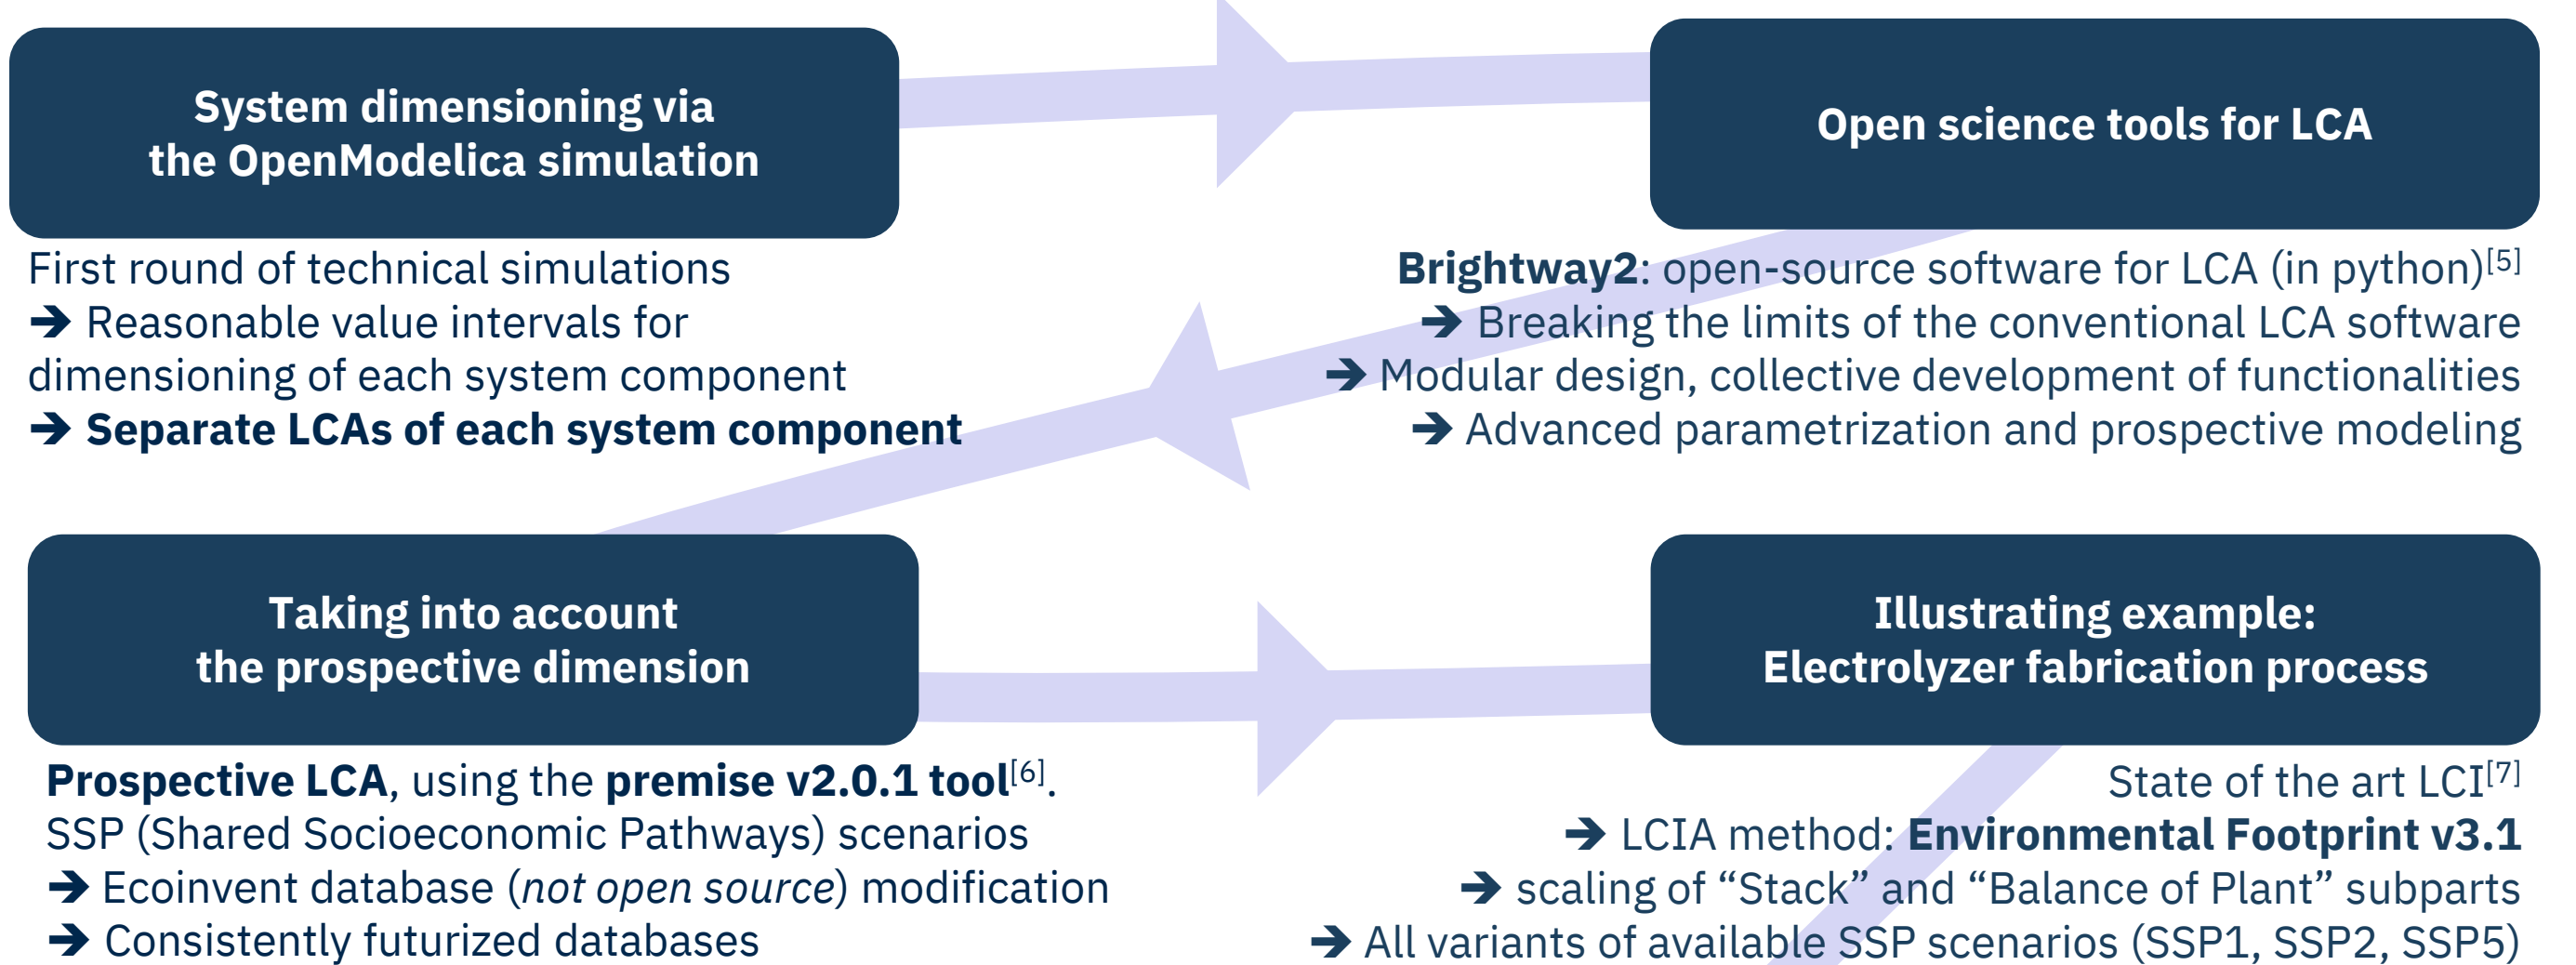 System dimensioning via
the OpenModelica simulation
First round of technical simulations
➔ Reasonable value intervals for
dimensioning of each system component
➔ Separate LCAs of each system component
Open science tools for LCA
Brightway2: open-source software for LCA (in python)[5]
➔ Breaking the limits of the conventional LCA software
➔ Modular design, collective development of functionalities
➔ Advanced parametrization and prospective modeling
Taking into account
the prospective dimension
Prospective LCA, using the premise v2.0.1 tool[6].
SSP (Shared Socioeconomic Pathways) scenarios
➔ Ecoinvent database (not open source) modification
➔ Consistently futurized databases
Illustrating example:
Electrolyzer fabrication process
State of the art LCI[7]
➔ LCIA method: Environmental Footprint v3.1
➔ scaling of “Stack” and “Balance of Plant” subparts
➔ All variants of available SSP scenarios (SSP1, SSP2, SSP5)